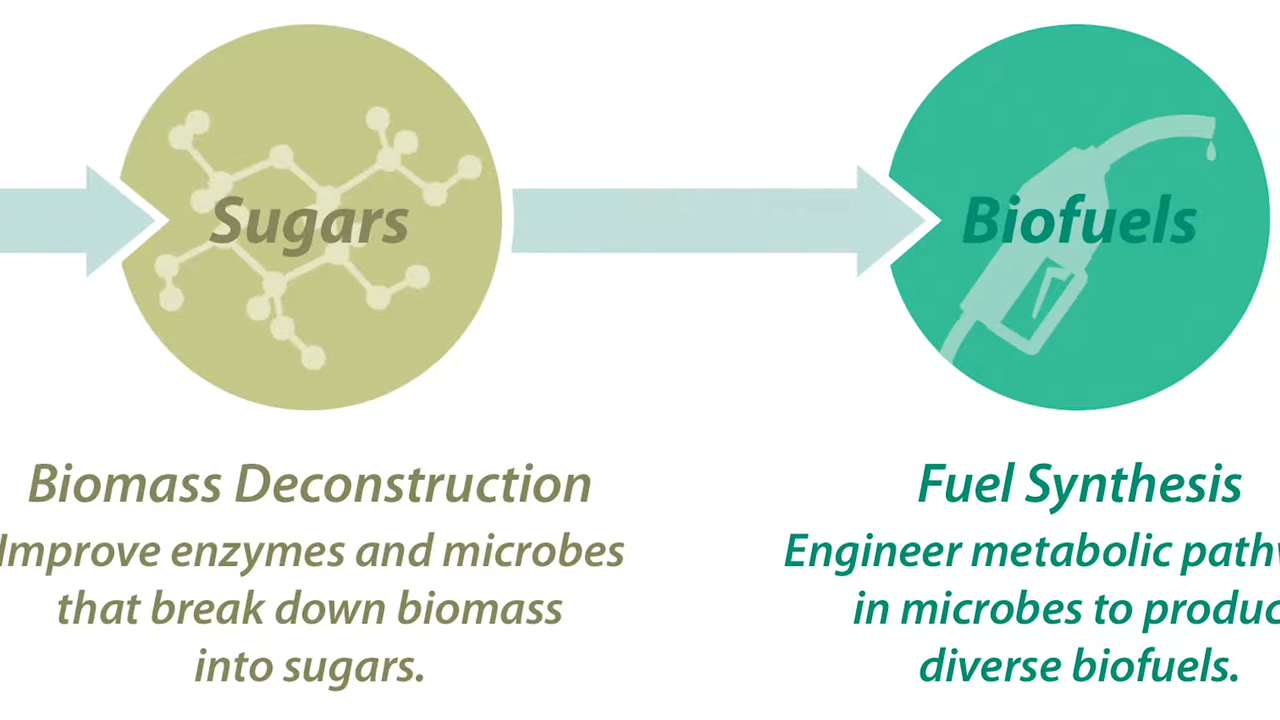 Sugars
Biofuels
Biomass Deconstruction
Improve enzymes and microbes
that break down biomass
into sugars.
Fuel Synthesis
Engineer metabolic
in microbes to
diverse biofuels.